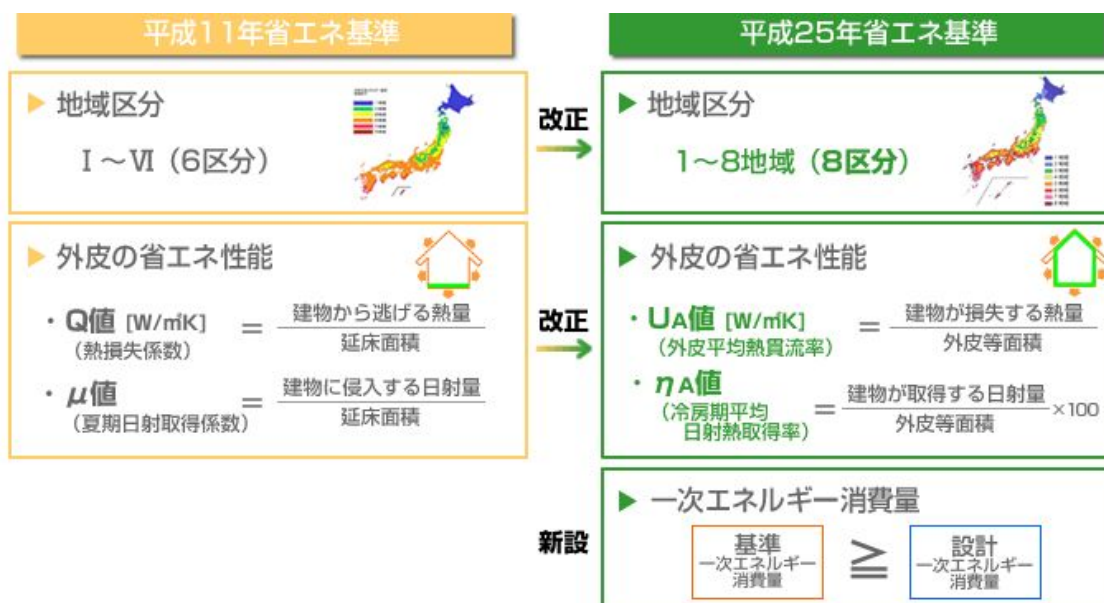 平成11年省エネ基準
平成25年省エネ基準
▶ 地域区分
Ⅰ～Ⅵ（6区分）
改正
▶ 地域区分
1～8地域（8区分）
▶ 外皮の省エネ性能
・Q値 [W/㎡K]
（熱損失係数）
=
建物から逃げる熱量
延床面積
・μ値
（夏期日射取得係数）
=
建物に侵入する日射量
延床面積
改正
▶ 外皮の省エネ性能
・UA値 [W/㎡K]
（外皮平均熱貫流率）
=
建物が損失する熱量
外皮等面積
・ηA値
（冷房期平均
日射熱取得率）
=
建物が取得する日射量
外皮等面積
×100
新設
▶ 一次エネルギー消費量
基準
一次エネルギー
消費量
≧
設計
一次エネルギー
消費量